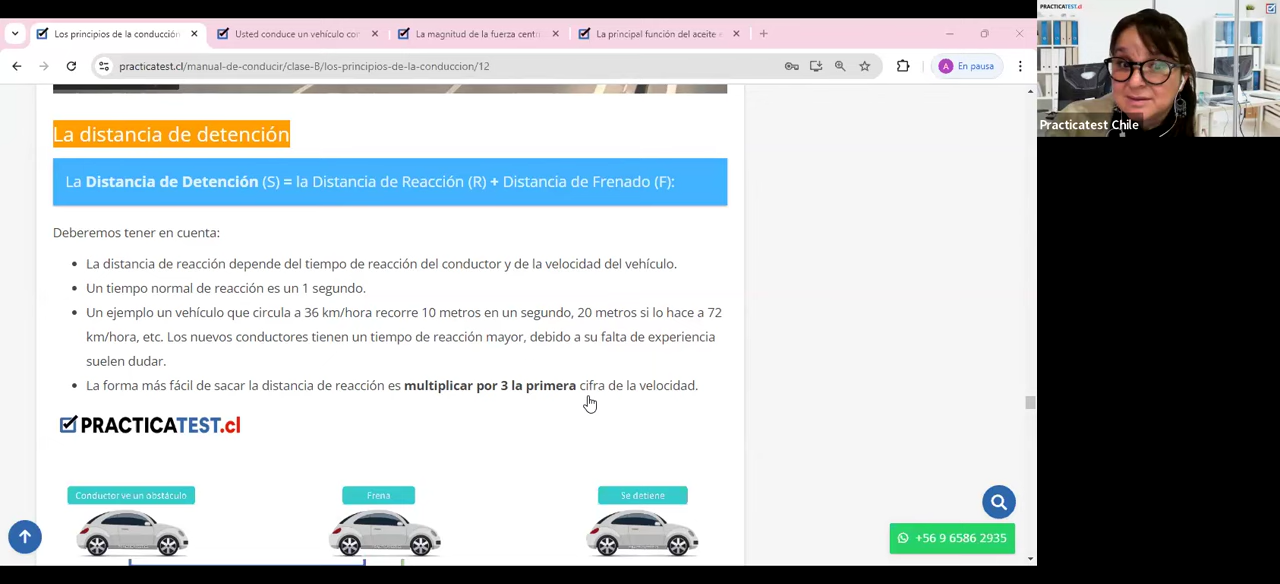 Los principios de la conducción
Usted conduce un vehículo con
La magnitud de la fuerza centrí
La principal función del aceite
practicatest.cl/manual-de-conducir/clase-B/los-principios-de-la-conduccion/12
A
En pausa
PRACTICATEST.cl
Practicatest Chile
La distancia de detención
La Distancia de Detención (S) = la Distancia de Reacción (R) + Distancia de Frenado (F):
Deberemos tener en cuenta:
La distancia de reacción depende del tiempo de reacción del conductor y de la velocidad del vehículo.
Un tiempo normal de reacción es un 1 segundo.
Un ejemplo un vehículo que circula a 36 km/hora recorre 10 metros en un segundo, 20 metros si lo hace a 72
km/hora, etc. Los nuevos conductores tienen un tiempo de reacción mayor, debido a su falta de experiencia
suelen dudar.
La forma más fácil de sacar la distancia de reacción es multiplicar por 3 la primera cifra de la velocidad.
PRACTICATEST.cl
Conductor ve un obstáculo
Frena
Se detiene
+56 9 6586 2935